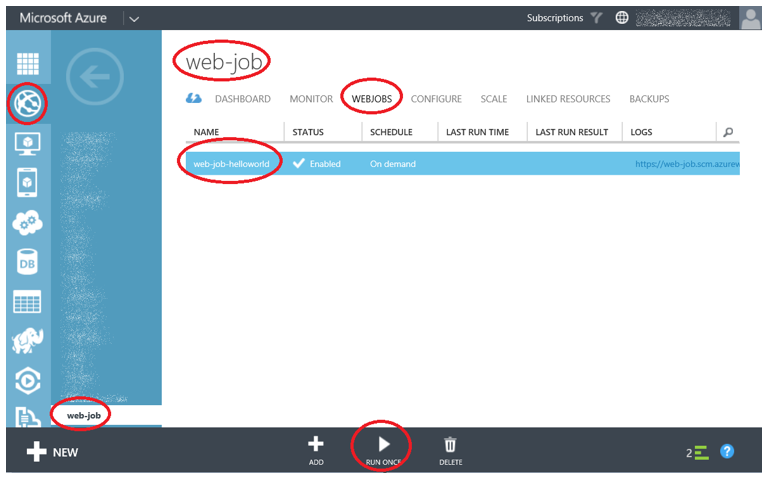 Microsoft Azure
Subscriptions
web-job
DASHBOARD MONITOR WEBJOBS CONFIGURE SCALE LINKED RESOURCES BACKUPS
NAME STATUS SCHEDULE LAST RUN TIME LAST RUN RESULT LOGS
web-job-helloworld Enabled On demand https://web-job.scm.azurew
DB
web-job
NEW
ADD RUN ONCE DELETE
2 ?